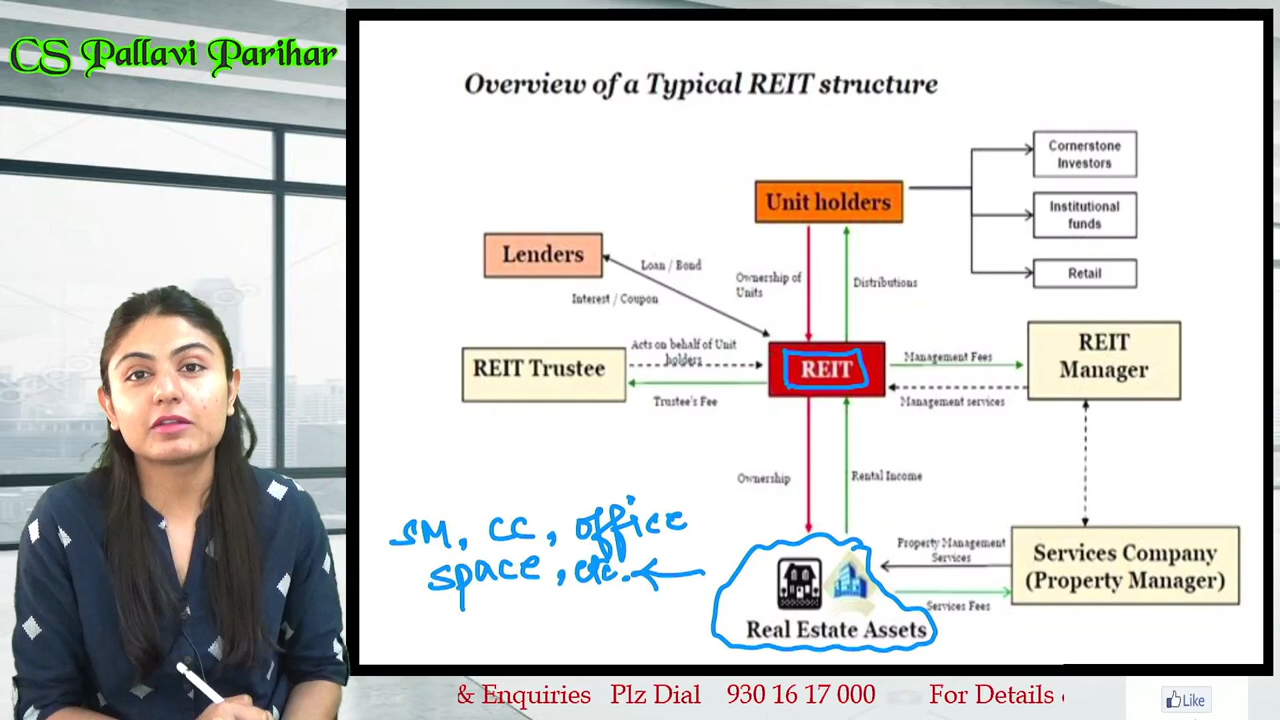 CS Pallavi Parihar
Overview of a Typical REIT structure
Cornerstone
Investors
Unit holders
Institutional
funds
Lenders
Loan / Bond
Interest / Coupon
Ownership of
Units
Distributions
Retail
REIT Trustee
Acts on behalf of Unit
holders
Trustee's Fee
REIT
Management Fees
Management services
REIT
Manager
Ownership
Rental Income
SM, CC, office
space, etc.
Real Estate Assets
Property Management
Services
Services Fees
Services Company
(Property Manager)
& Enquiries Plz Dial 930 16 17 000 For Details
Like